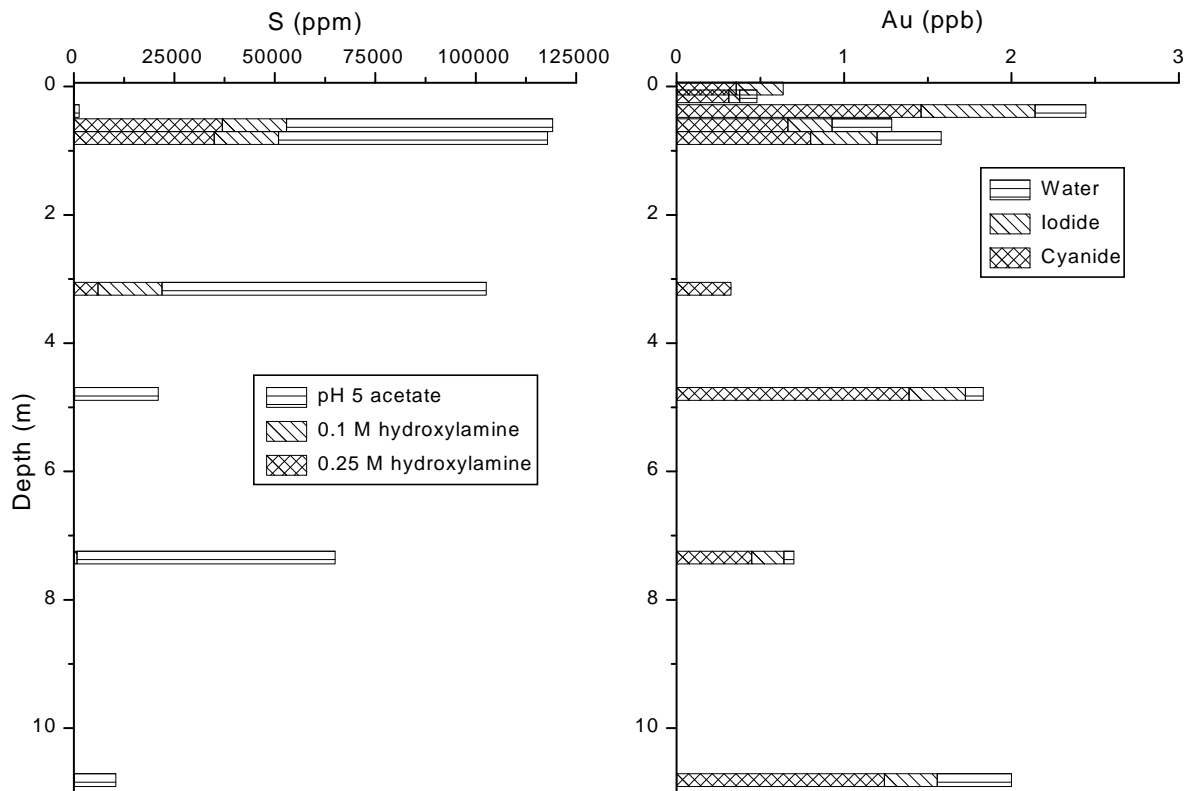 S (ppm)
0 25000 50000 75000 100000 125000
Au (ppb)
0 1 2 3
Depth (m)
0
2
4
6
8
10
pH 5 acetate
0.1 M hydroxylamine
0.25 M hydroxylamine
0
2
4
6
8
10
Water
Iodide
Cyanide